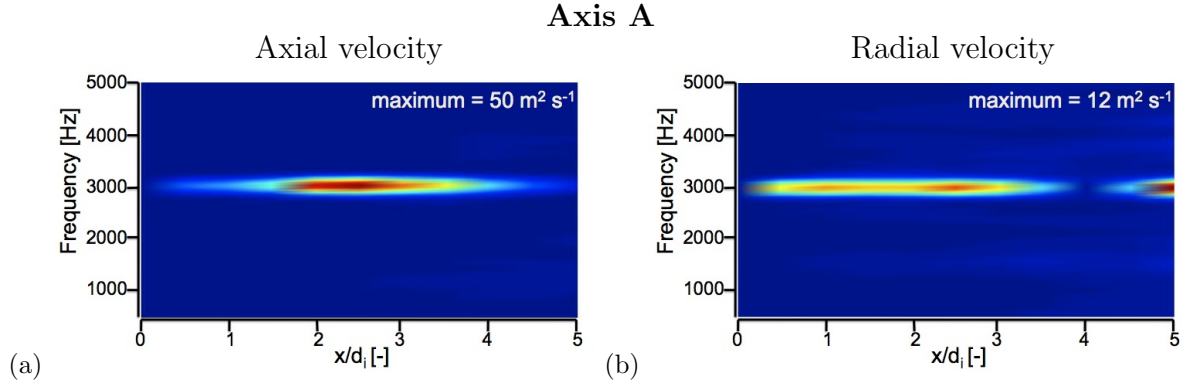 Axis A
Axial velocity
Radial velocity
maximum = 50 m² s⁻¹
5000
4000
3000
2000
1000
Frequency [Hz]
0 1 2 3 4 5
x/dᵢ [-]
(a)
maximum = 12 m² s⁻¹
5000
4000
3000
2000
1000
Frequency [Hz]
0 1 2 3 4 5
x/dᵢ [-]
(b)